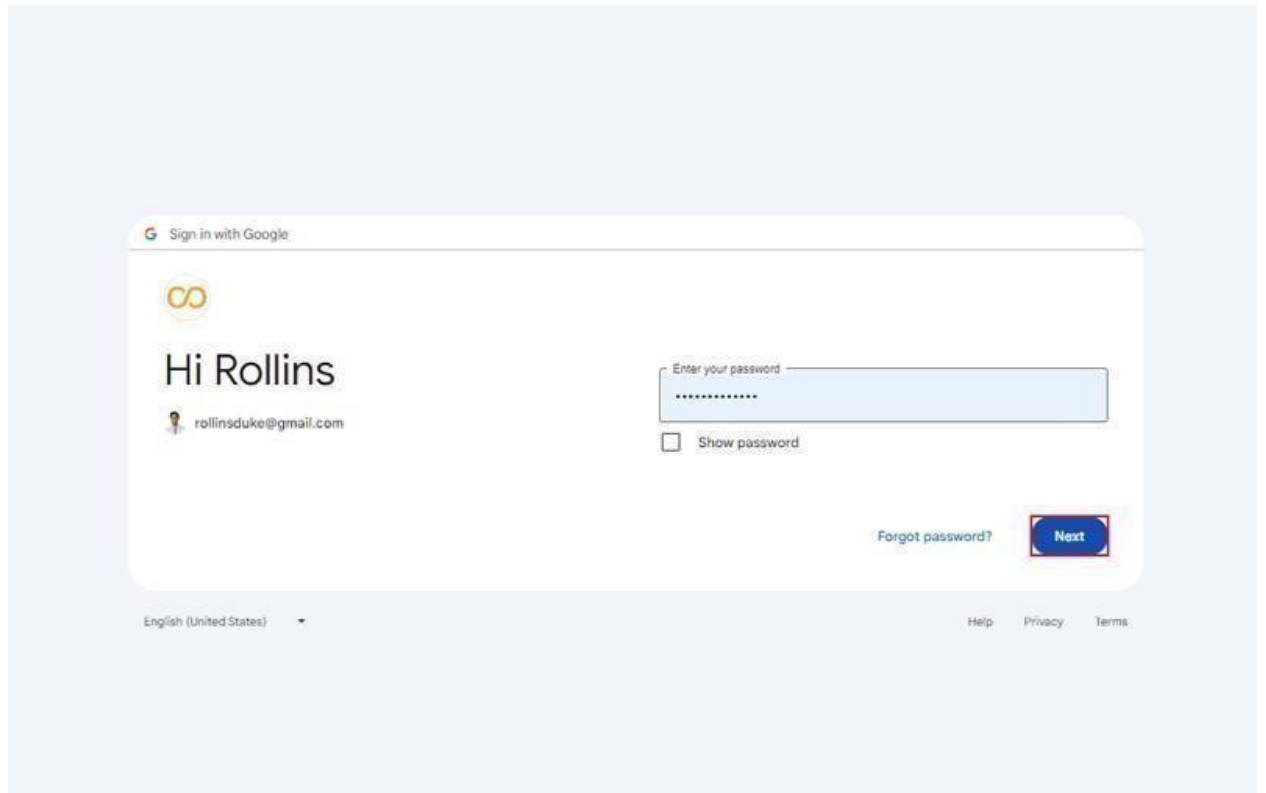 Sign in with Google
Hi Rollins
rollinsduke@gmail.com
Enter your password
•••••••••••••
Show password
Forgot password?
Next
English (United States)
Help Privacy Terms